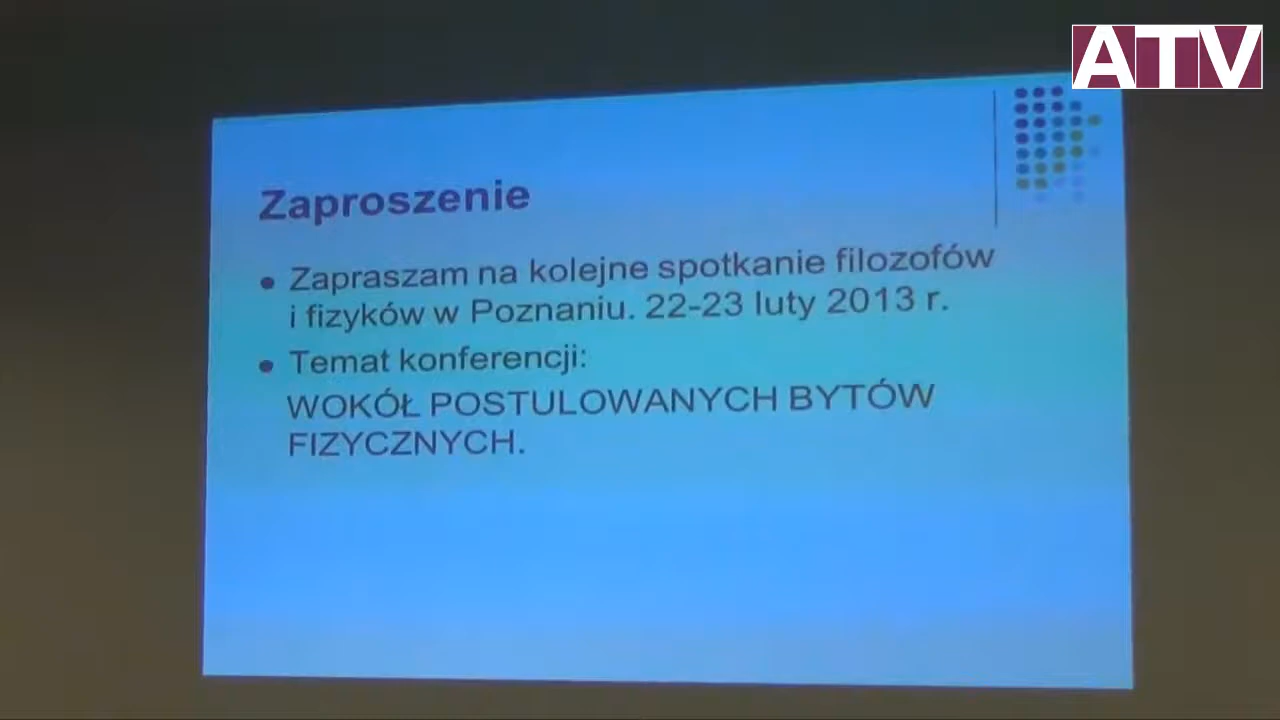 ATV
Zaproszenie
• Zapraszam na kolejne spotkanie filozofów
i fizyków w Poznaniu. 22-23 luty 2013 r.
• Temat konferencji:
WOKÓŁ POSTULOWANYCH BYTÓW
FIZYCZNYCH.